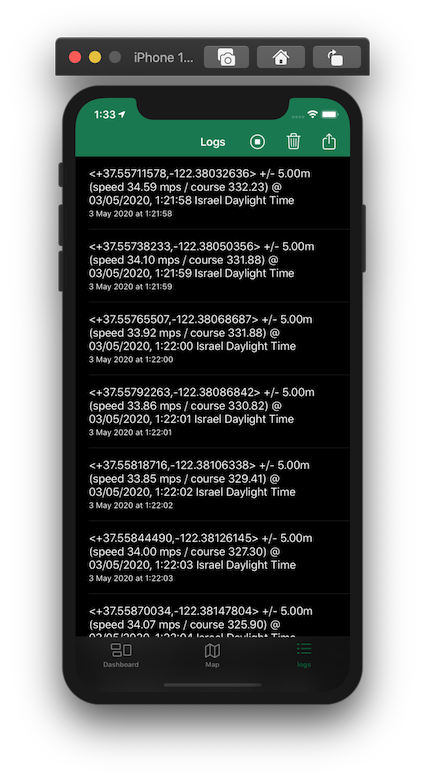 iPhone 1...
1:33
Logs
<+37.55711578,-122.38032636> +/- 5.00m
(speed 34.59 mps / course 332.23) @
03/05/2020, 1:21:58 Israel Daylight Time
3 May 2020 at 1:21:58
<+37.55738233,-122.38050356> +/- 5.00m
(speed 34.10 mps / course 331.88) @
03/05/2020, 1:21:59 Israel Daylight Time
3 May 2020 at 1:21:59
<+37.55765507,-122.38068687> +/- 5.00m
(speed 33.92 mps / course 331.88) @
03/05/2020, 1:22:00 Israel Daylight Time
3 May 2020 at 1:22:00
<+37.55792263,-122.38086842> +/- 5.00m
(speed 33.86 mps / course 330.82) @
03/05/2020, 1:22:01 Israel Daylight Time
3 May 2020 at 1:22:01
<+37.55818716,-122.38106338> +/- 5.00m
(speed 33.85 mps / course 329.41) @
03/05/2020, 1:22:02 Israel Daylight Time
3 May 2020 at 1:22:02
<+37.55844490,-122.38126145> +/- 5.00m
(speed 34.00 mps / course 327.30) @
03/05/2020, 1:22:03 Israel Daylight Time
3 May 2020 at 1:22:03
<+37.55870034,-122.38147804> +/- 5.00m
(speed 34.07 mps / course 325.90) @
03/05/2020, 1:22:04 Israel Daylight Time
Dashboard
Map
logs